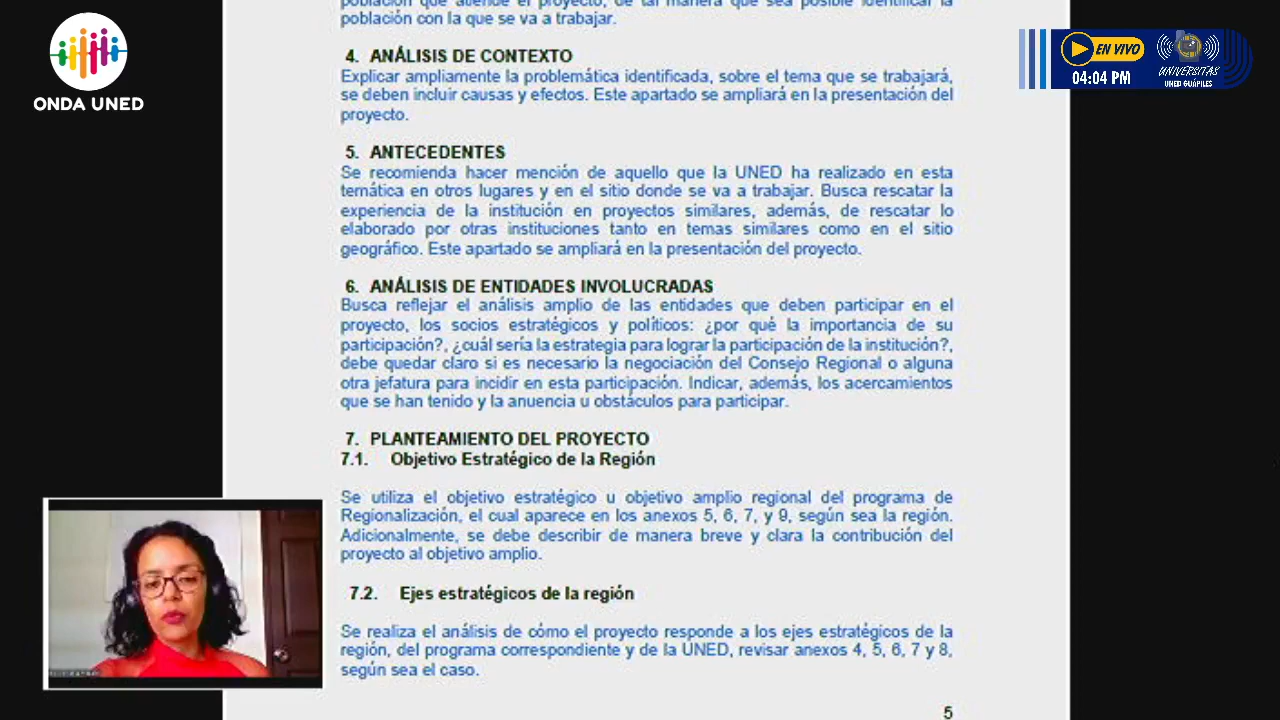 población que atiende el proyecto, de tal manera que sea posible identificar la
población con la que se va a trabajar.
4. ANÁLISIS DE CONTEXTO
Explicar ampliamente la problemática identificada, sobre el tema que se trabajará,
se deben incluir causas y efectos. Este apartado se ampliará en la presentación del
proyecto.
5. ANTECEDENTES
Se recomienda hacer mención de aquello que la UNED ha realizado en esta
temática en otros lugares y en el sitio donde se va a trabajar. Busca rescatar la
experiencia de la institución en proyectos similares, además, de rescatar lo
elaborado por otras instituciones tanto en temas similares como en el sitio
geográfico. Este apartado se ampliará en la presentación del proyecto.
6. ANÁLISIS DE ENTIDADES INVOLUCRADAS
Busca reflejar el análisis amplio de las entidades que deben participar en el
proyecto, los socios estratégicos y políticos: ¿por qué la importancia de su
participación?, ¿cuál sería la estrategia para lograr la participación de la institución?,
debe quedar claro si es necesario la negociación del Consejo Regional o alguna
otra jefatura para incidir en esta participación. Indicar, además, los acercamientos
que se han tenido y la anuencia u obstáculos para participar.
7. PLANTEAMIENTO DEL PROYECTO
7.1. Objetivo Estratégico de la Región
Se utiliza el objetivo estratégico u objetivo amplio regional del programa de
Regionalización, el cual aparece en los anexos 5, 6, 7, y 9, según sea la región.
Adicionalmente, se debe describir de manera breve y clara la contribución del
proyecto al objetivo amplio.
7.2. Ejes estratégicos de la región
Se realiza el análisis de cómo el proyecto responde a los ejes estratégicos de la
región, del programa correspondiente y de la UNED, revisar anexos 4, 5, 6, 7 y 8,
según sea el caso.
5
ONDA UNED
EN VIVO
04:04 PM
UNIVERSITAS
UNED GUÁPILES